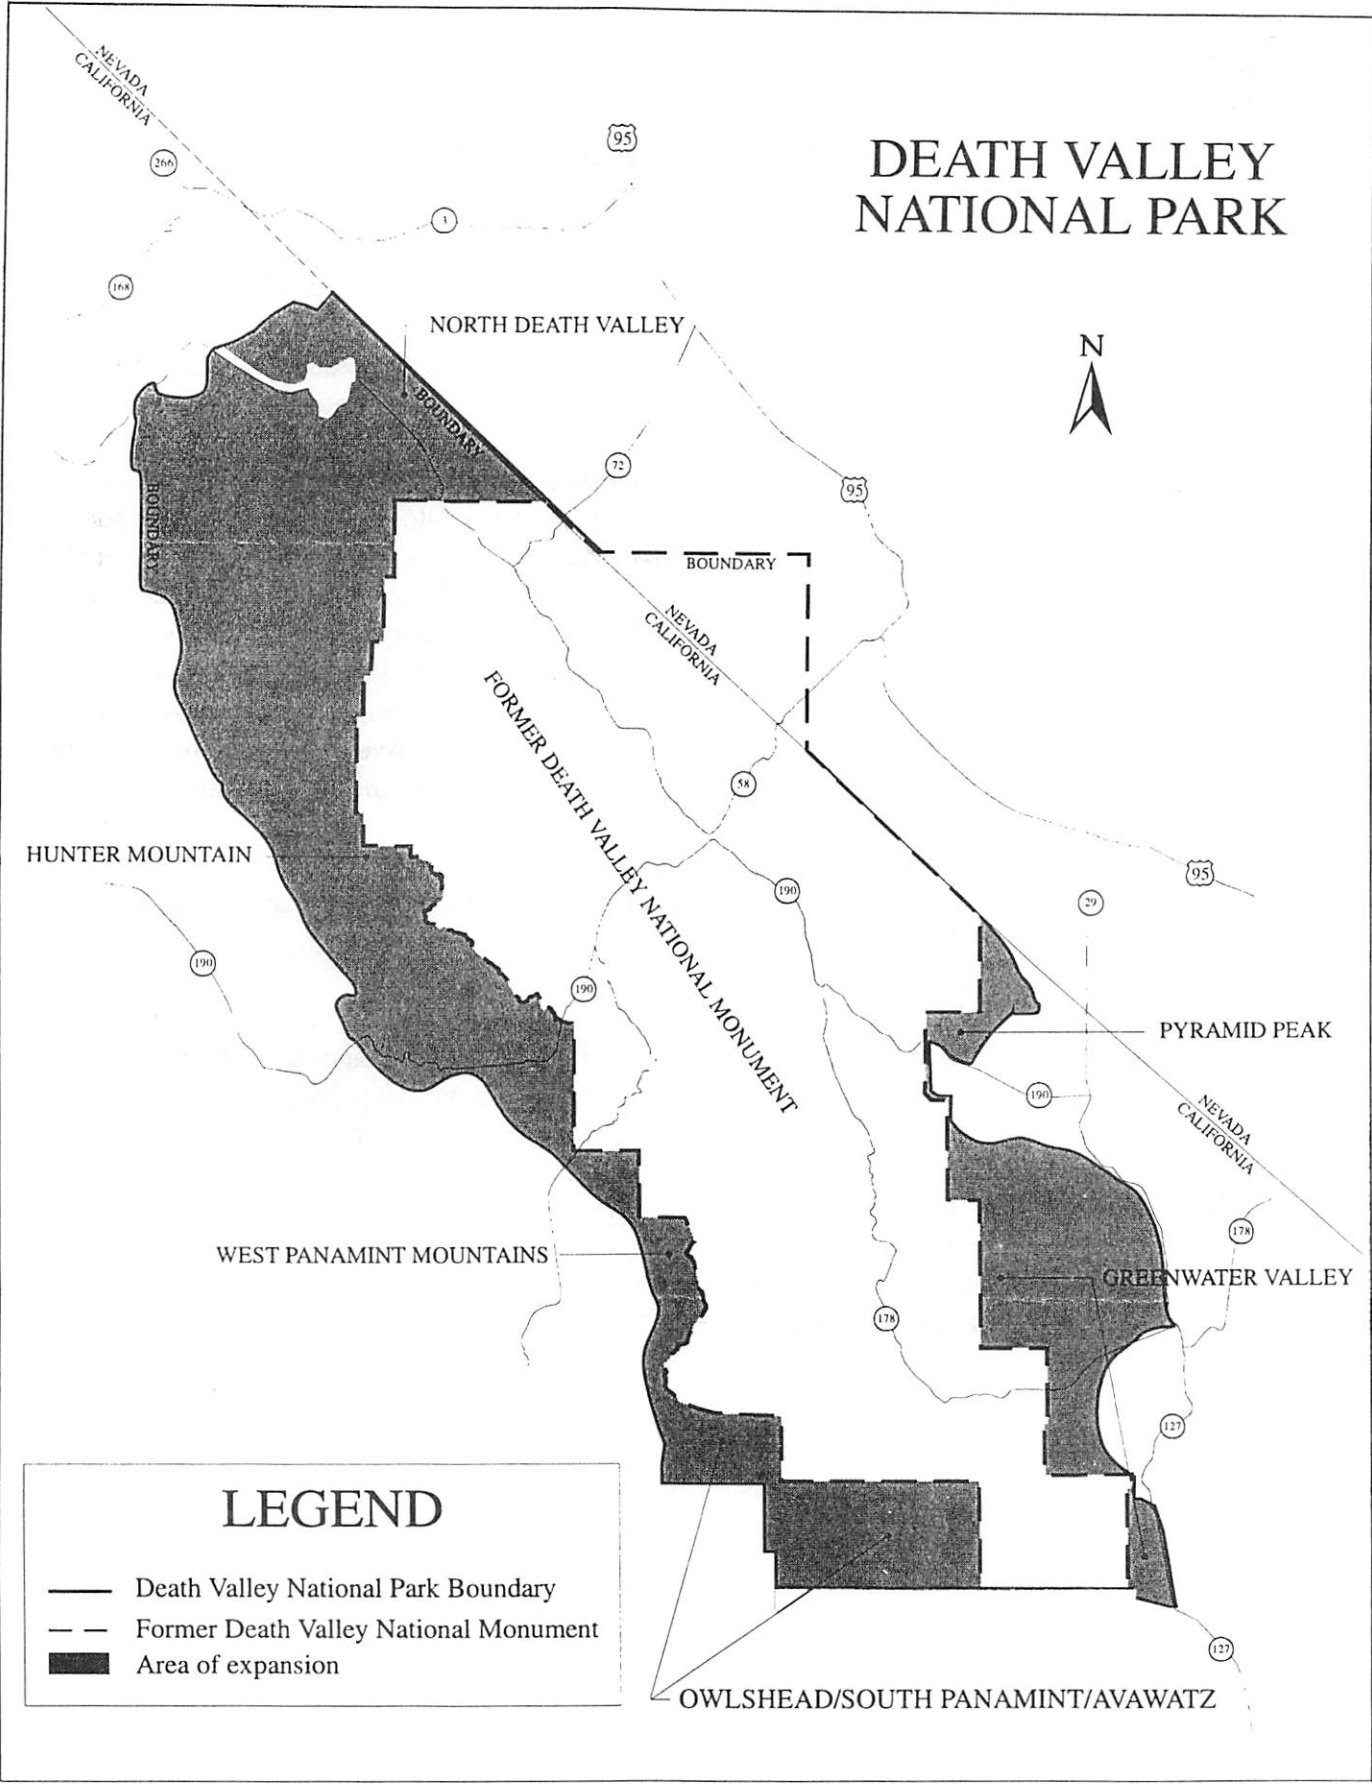 NEVADA
CALIFORNIA
266
95
3
168
DEATH VALLEY
NATIONAL PARK
NORTH DEATH VALLEY
N
BOUNDARY
72
95
BOUNDARY
BOUNDARY
NEVADA
CALIFORNIA
FORMER DEATH VALLEY NATIONAL MONUMENT
58
HUNTER MOUNTAIN
95
190
29
190
190
PYRAMID PEAK
190
NEVADA
CALIFORNIA
178
WEST PANAMINT MOUNTAINS
GREENWATER VALLEY
178
127
LEGEND
Death Valley National Park Boundary
Former Death Valley National Monument
Area of expansion
127
OWLSHEAD/SOUTH PANAMINT/AVAWATZ